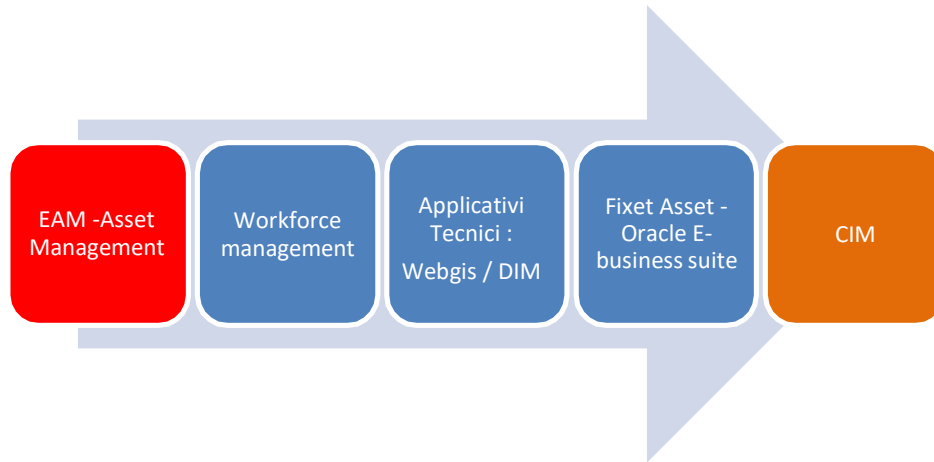 EAM -Asset
Management
Workforce
management
Applicativi
Tecnici :
Webgis / DIM
Fixet Asset -
Oracle E-
business suite
CIM